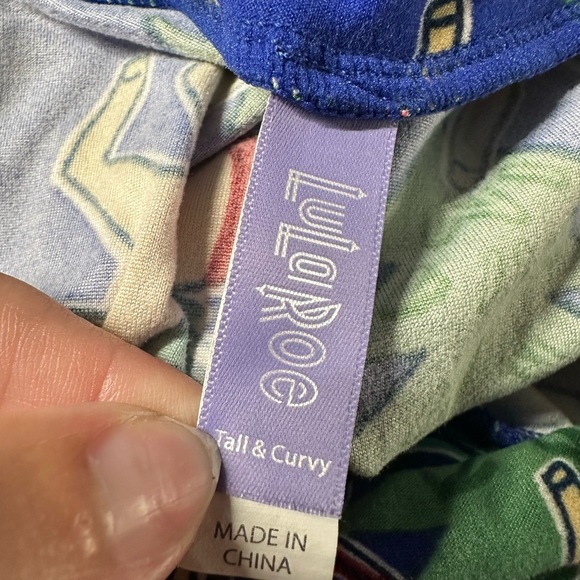 LuLaRoe
Tall & Curvy
MADE IN
CHINA